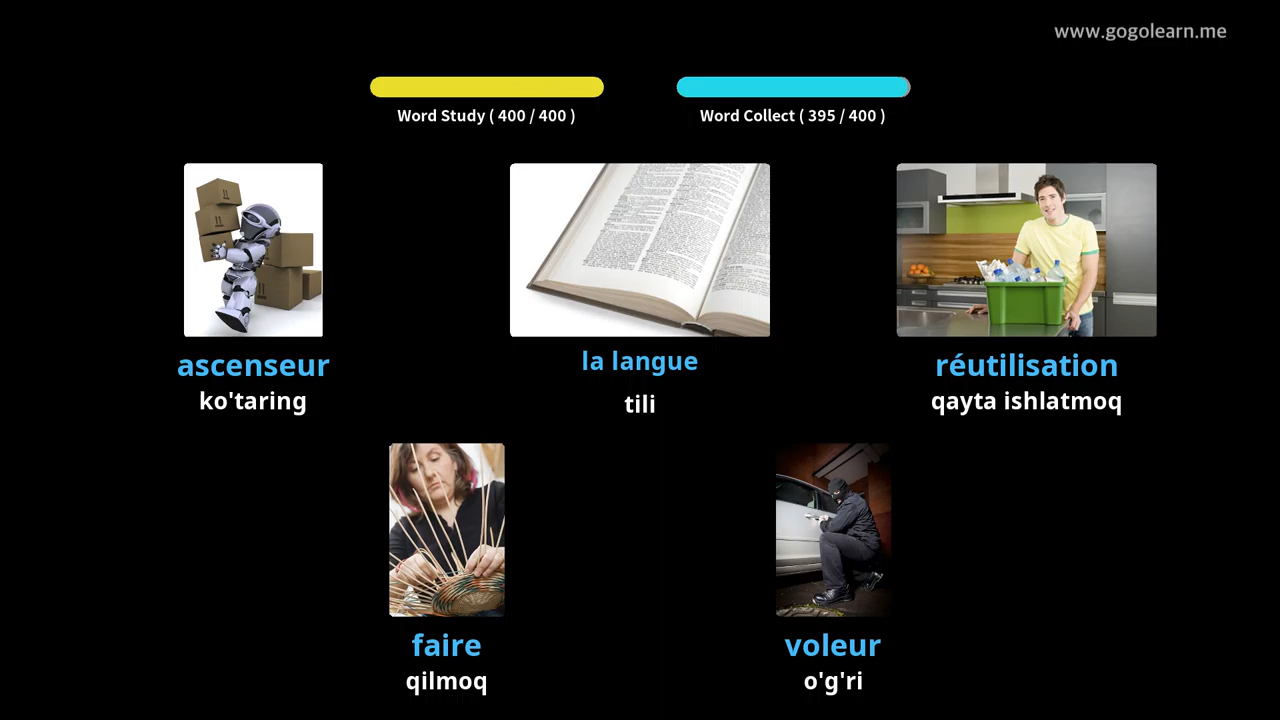 www.gogolearn.me
Word Study ( 400 / 400 )
Word Collect ( 395 / 400 )
ascenseur
ko'taring
la langue
tili
réutilisation
qayta ishlatmoq
faire
qilmoq
voleur
o'g'ri